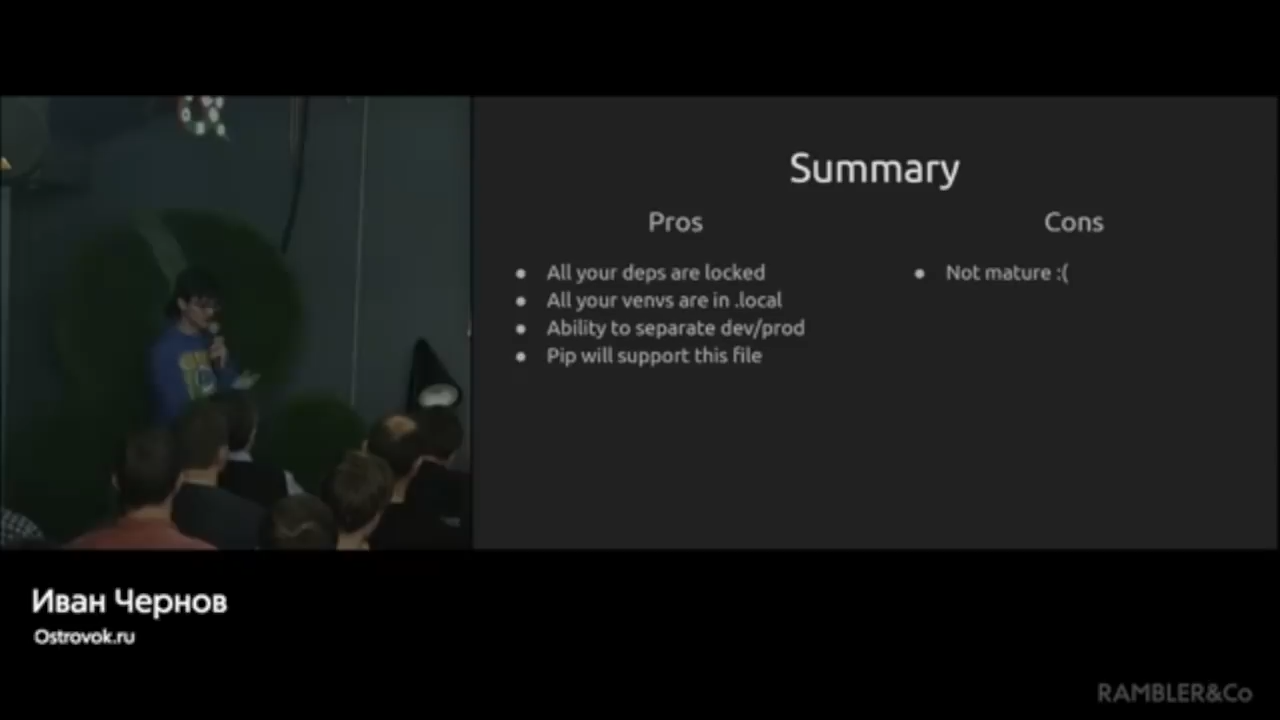 Summary
Pros
● All your deps are locked
● All your venvs are in .local
● Ability to separate dev/prod
● Pip will support this file
Cons
● Not mature :(
Иван Чернов
Ostrovok.ru
RAMBLER&Co